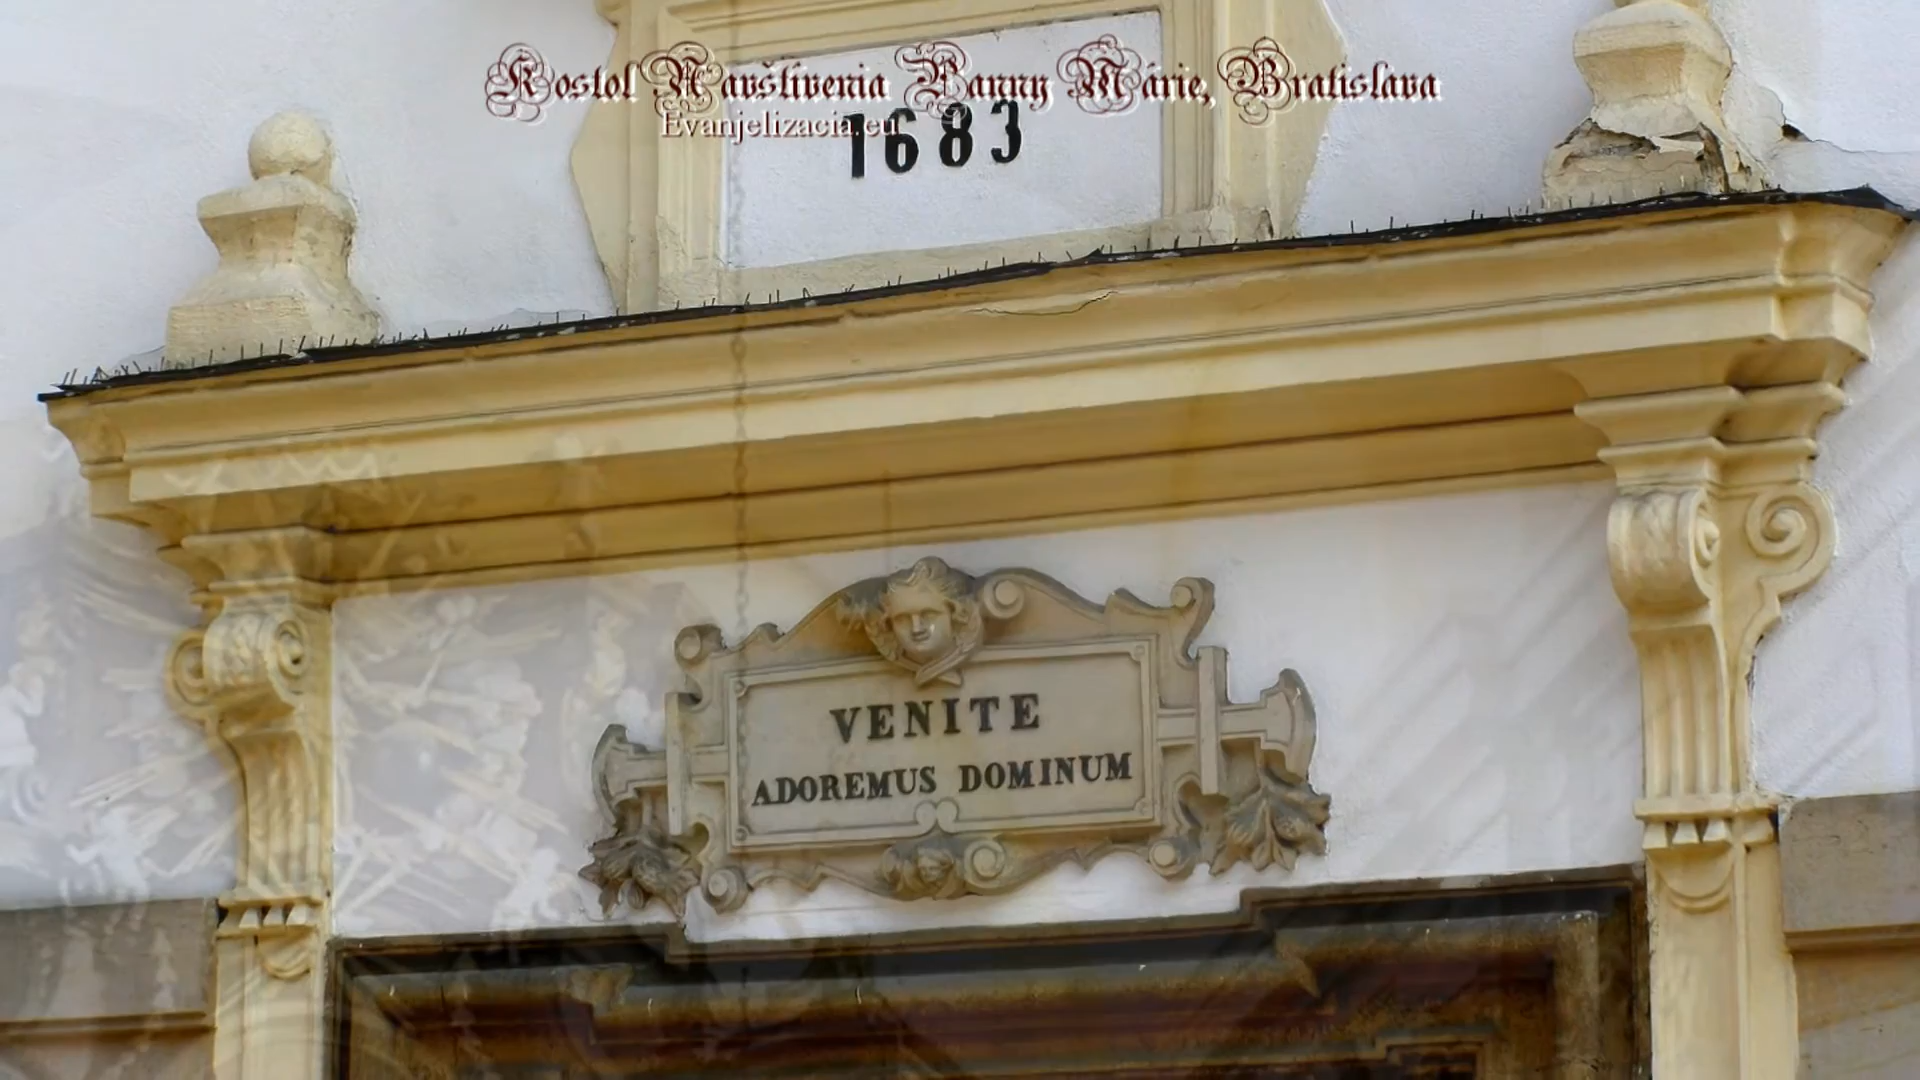 Kostol Navštívenia Panny Márie, Bratislava
Evanjelizacia.eu
1683
VENITE
ADOREMUS DOMINUM